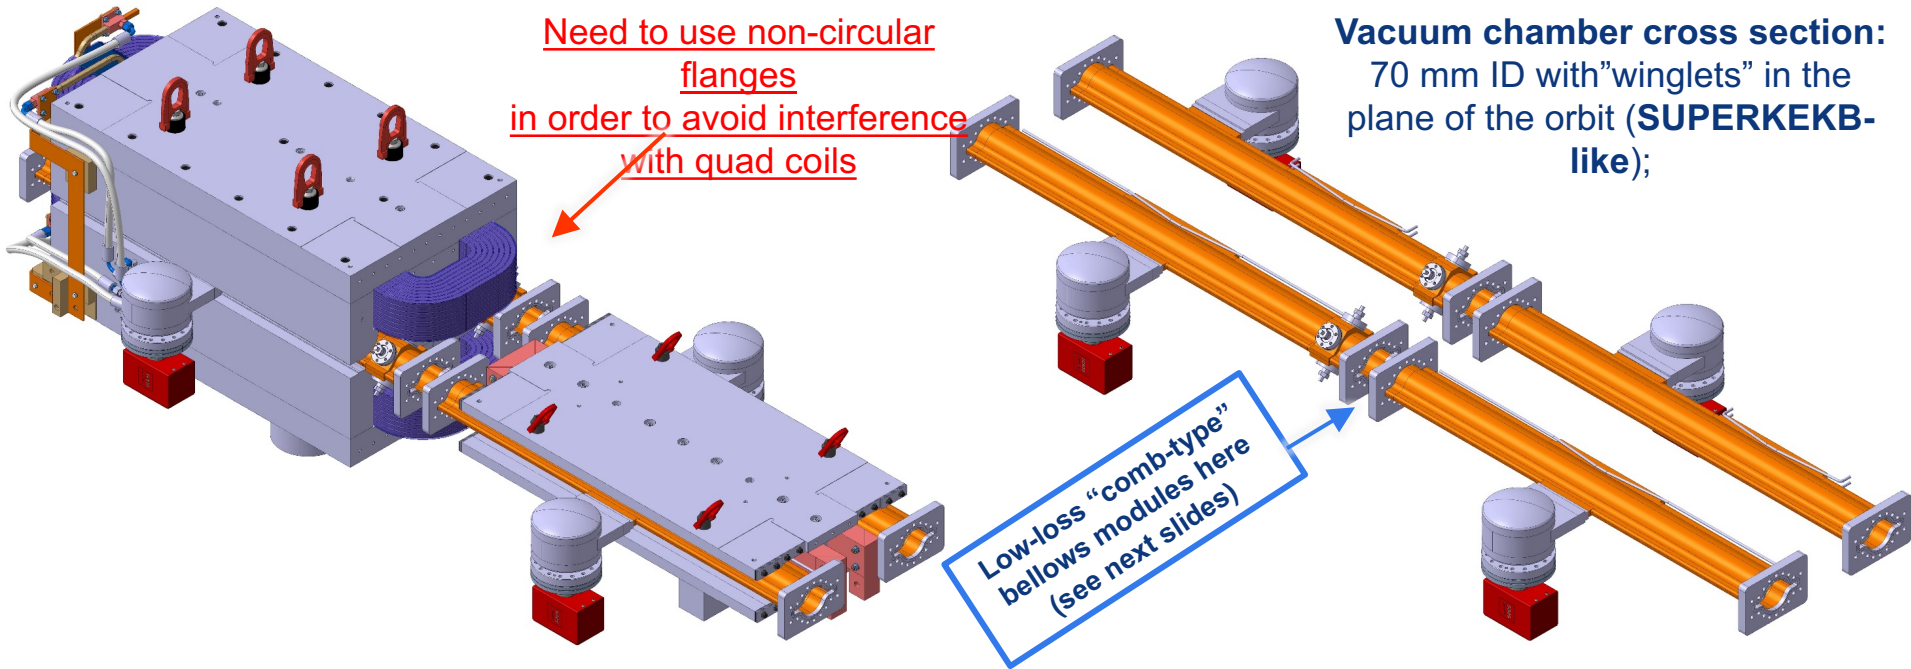 Need to use non-circular
flanges
in order to avoid interference
with quad coils
Vacuum chamber cross section:
70 mm ID with”winglets” in the
plane of the orbit (SUPERKEKB-
like);
Low-loss “comb-type”
bellows modules here
(see next slides)